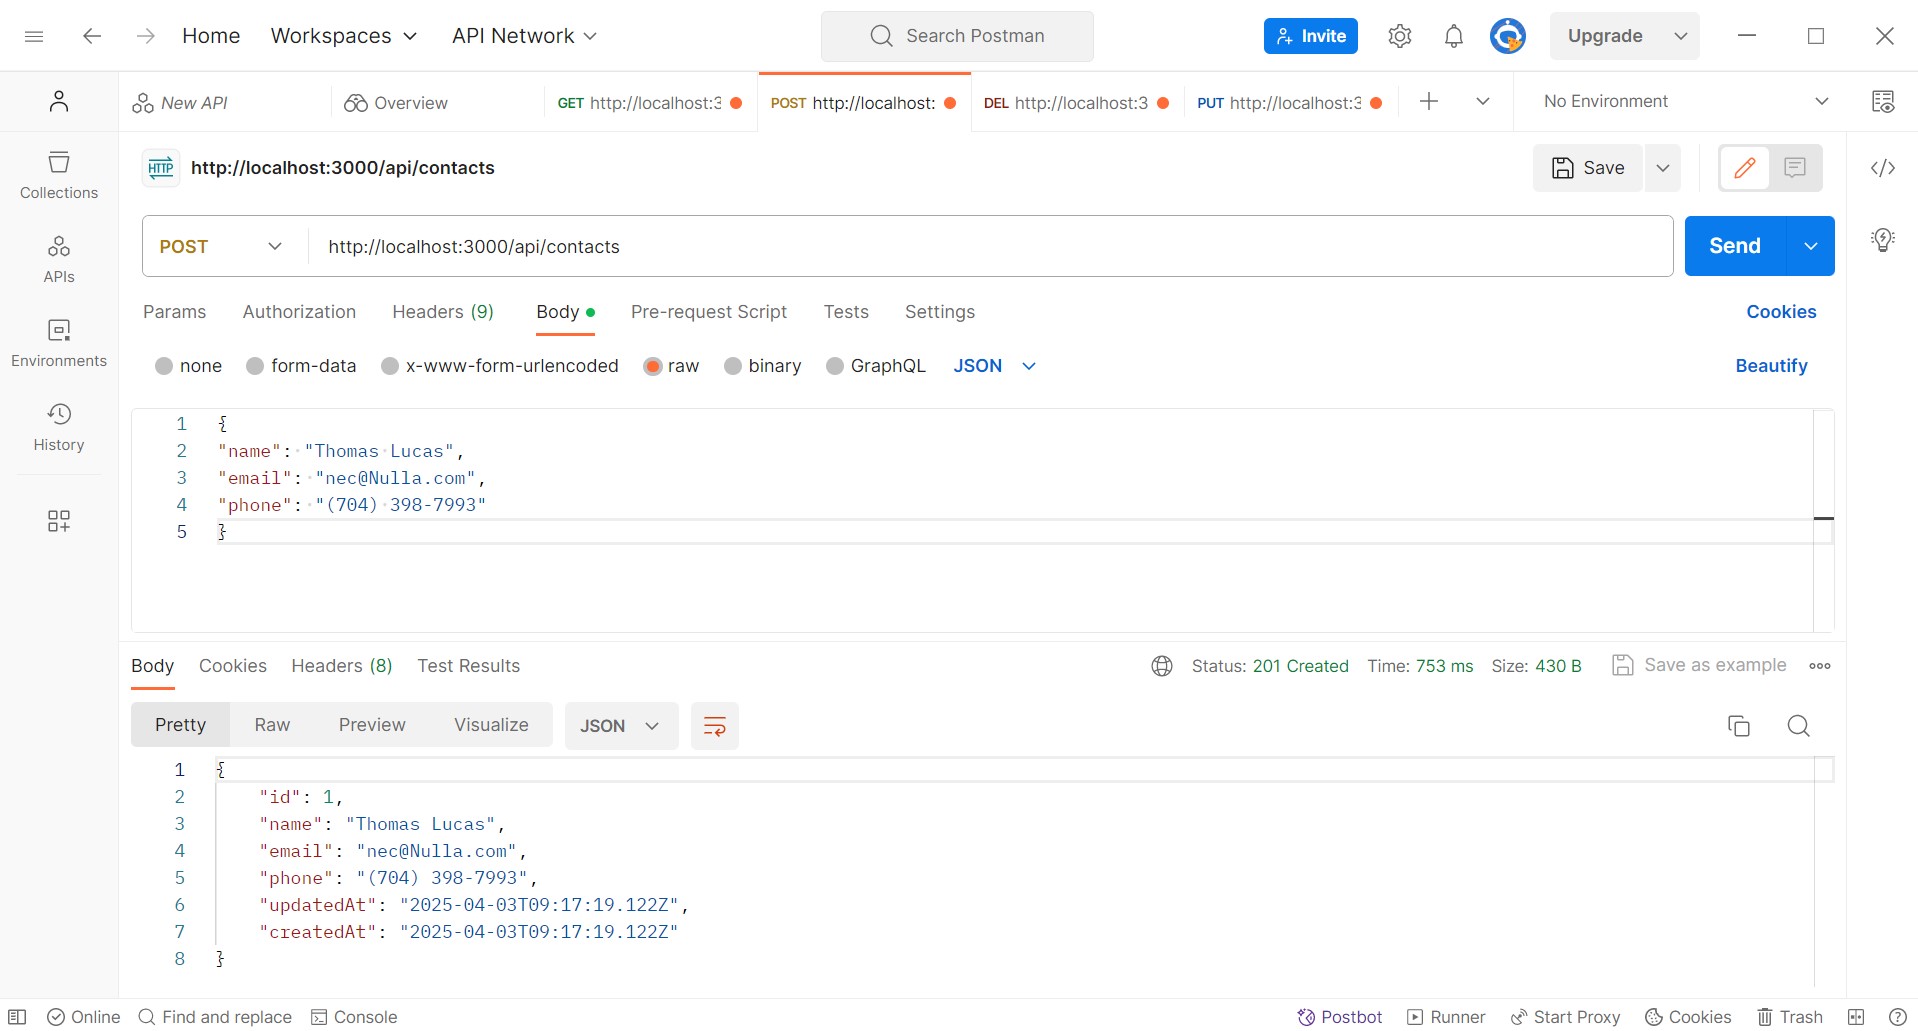 Home Workspaces API Network Search Postman Invite Upgrade
New API Overview GET http://localhost:3 POST http://localhost: DEL http://localhost:3 PUT http://localhost:3 No Environment
HTTP http://localhost:3000/api/contacts Save
Collections
APIs
Environments
History
POST http://localhost:3000/api/contacts Send
Params Authorization Headers (9) Body Pre-request Script Tests Settings Cookies
none form-data x-www-form-urlencoded raw binary GraphQL JSON Beautify
1 {
2 "name": "Thomas Lucas",
3 "email": "nec@Nulla.com",
4 "phone": "(704) 398-7993"
5 }
Body Cookies Headers (8) Test Results Status: 201 Created Time: 753 ms Size: 430 B Save as example
Pretty Raw Preview Visualize JSON
1 {
2 "id": 1,
3 "name": "Thomas Lucas",
4 "email": "nec@Nulla.com",
5 "phone": "(704) 398-7993",
6 "updatedAt": "2025-04-03T09:17:19.122Z",
7 "createdAt": "2025-04-03T09:17:19.122Z"
8 }
Online Find and replace Console Postbot Runner Start Proxy Cookies Trash